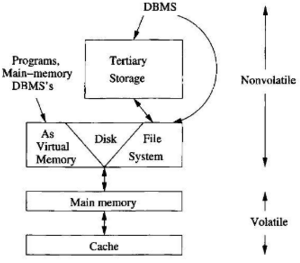 DBMS
Programs,
Main-memory
DBMS's
Tertiary
Storage
Nonvolatile
As
Virtual
Memory
Disk
File
System
Main memory
Volatile
Cache